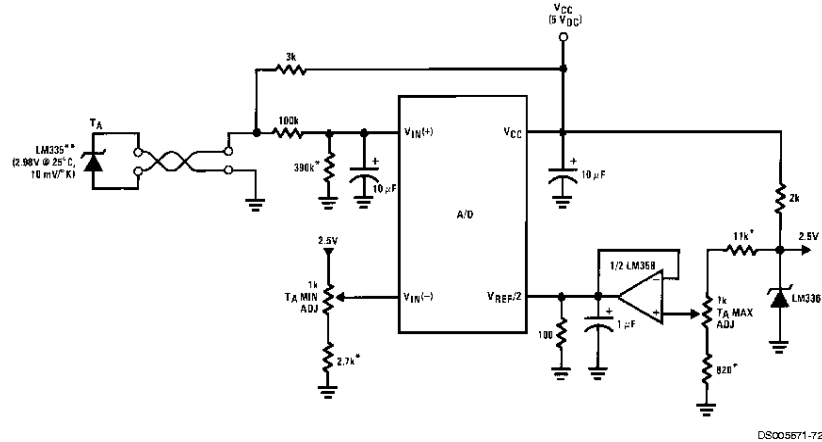 VCC
(5 VDC)
3k
TA
LM335**
(2.98V @ 25°C,
10 mV/°K)
100k
390k*
10 μF
VIN(+)
VCC
10 μF
2k
A/D
2.5V
1k
TA MIN
ADJ
VIN(−)
2.7k*
VREF/2
100
1 μF
1/2 LM358
11k*
2.5V
LM336
1k
TA MAX
ADJ
820*
DS005671-72